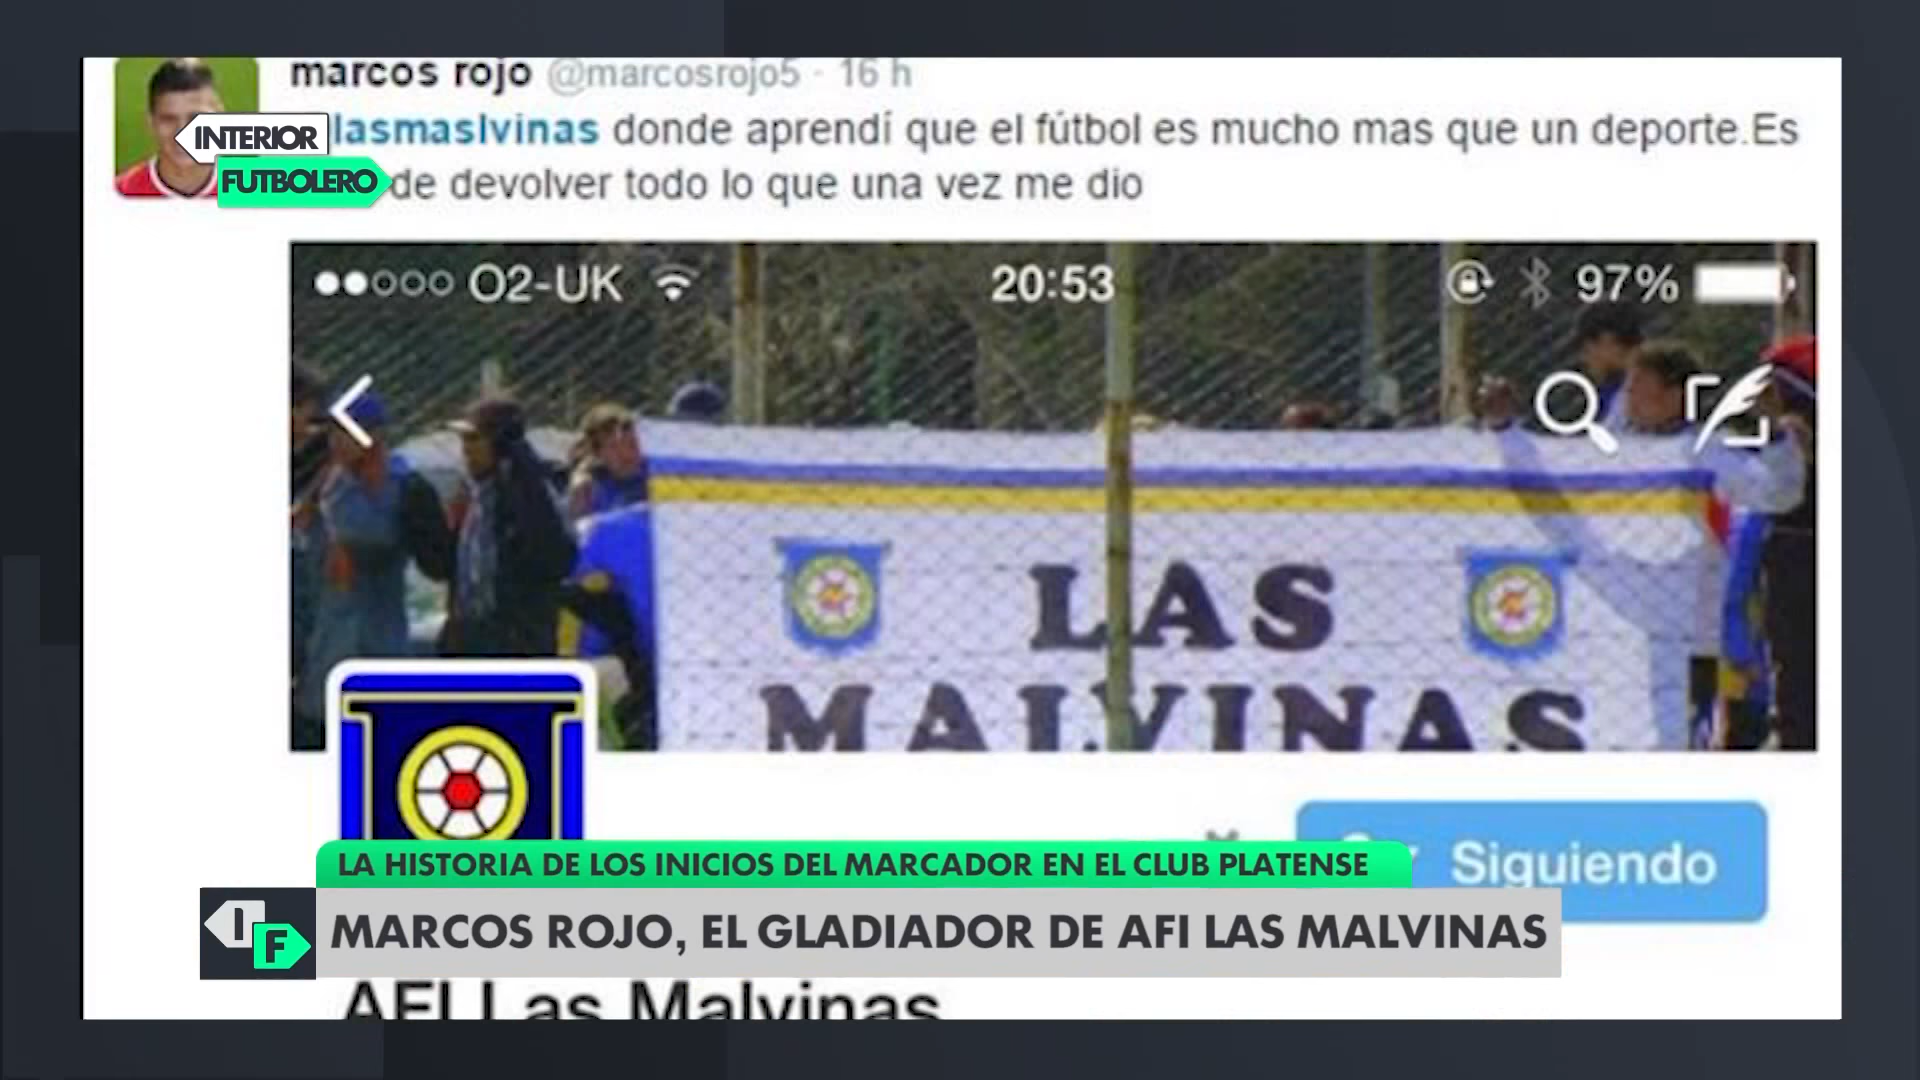 marcos rojo @marcosrojo5 · 16 h
lasmaslvinas donde aprendí que el fútbol es mucho mas que un deporte.Es
de devolver todo lo que una vez me dio
INTERIOR
FUTBOLERO
O2-UK 20:53 97%
LAS
MALVINAS
Siguiendo
LA HISTORIA DE LOS INICIOS DEL MARCADOR EN EL CLUB PLATENSE
IF
MARCOS ROJO, EL GLADIADOR DE AFI LAS MALVINAS
AFI Las Malvinas